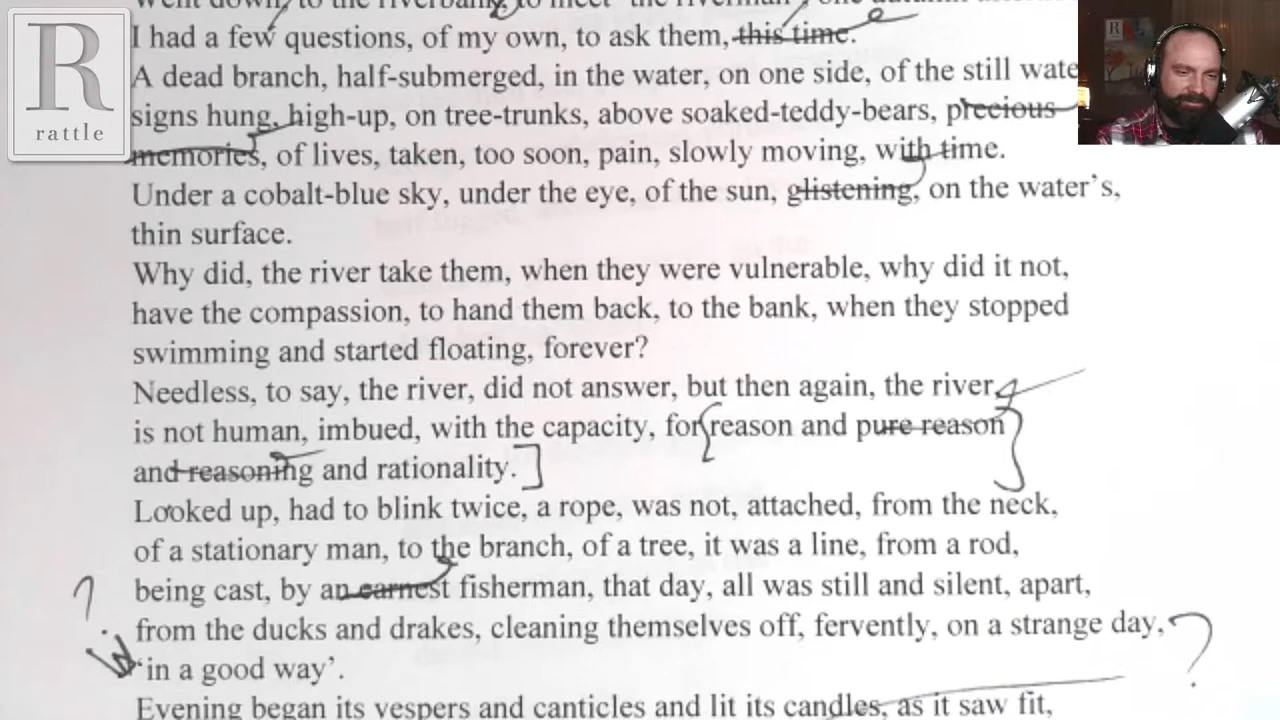 R
rattle
I had a few questions, of my own, to ask them, this time.
A dead branch, half-submerged, in the water, on one side, of the still wate
signs hung, high-up, on tree-trunks, above soaked-teddy-bears, precious
memories, of lives, taken, too soon, pain, slowly moving, with time.
Under a cobalt-blue sky, under the eye, of the sun, glistening, on the water's,
thin surface.
Why did, the river take them, when they were vulnerable, why did it not,
have the compassion, to hand them back, to the bank, when they stopped
swimming and started floating, forever?
Needless, to say, the river, did not answer, but then again, the river,
is not human, imbued, with the capacity, for reason and pure reason
and reasoning and rationality.
Looked up, had to blink twice, a rope, was not, attached, from the neck,
of a stationary man, to the branch, of a tree, it was a line, from a rod,
being cast, by an earnest fisherman, that day, all was still and silent, apart,
?
from the ducks and drakes, cleaning themselves off, fervently, on a strange day, ?
'in a good way'.
Evening began its vespers and canticles and lit its candles, as it saw fit,